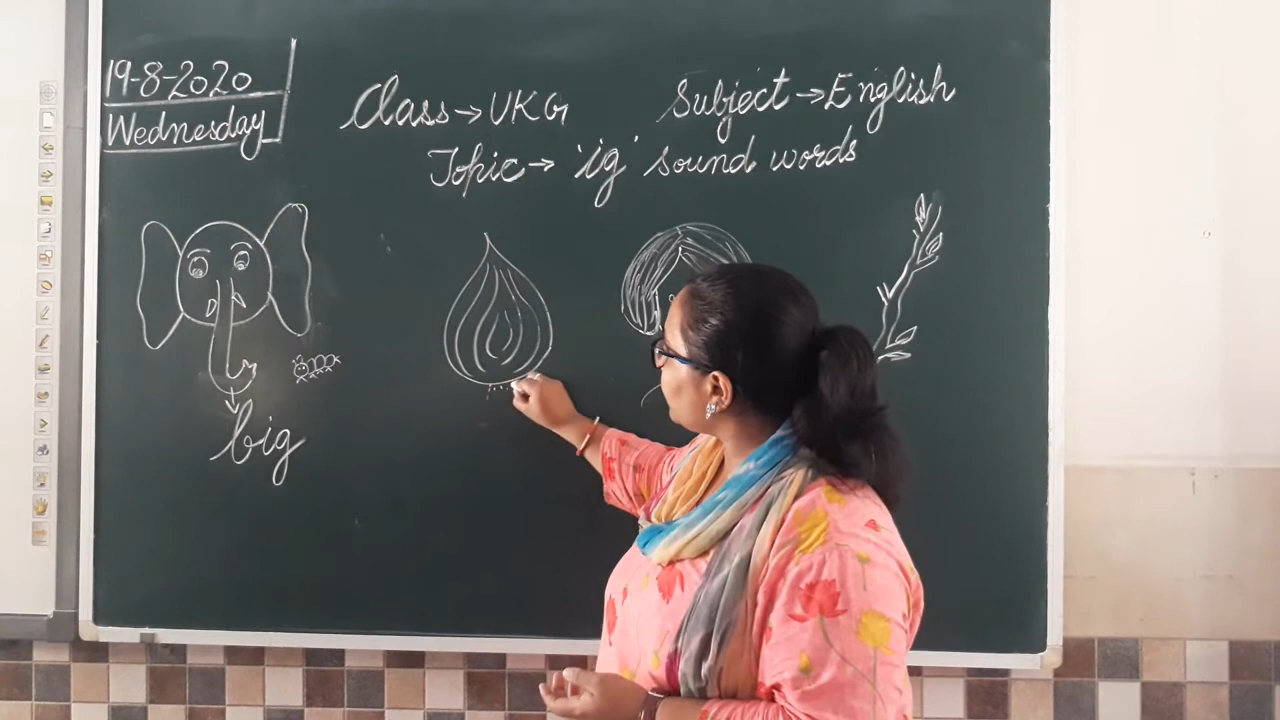 19-8-2020
Wednesday
Class→UKG
Subject→English
Topic→ 'ig' sound words
big